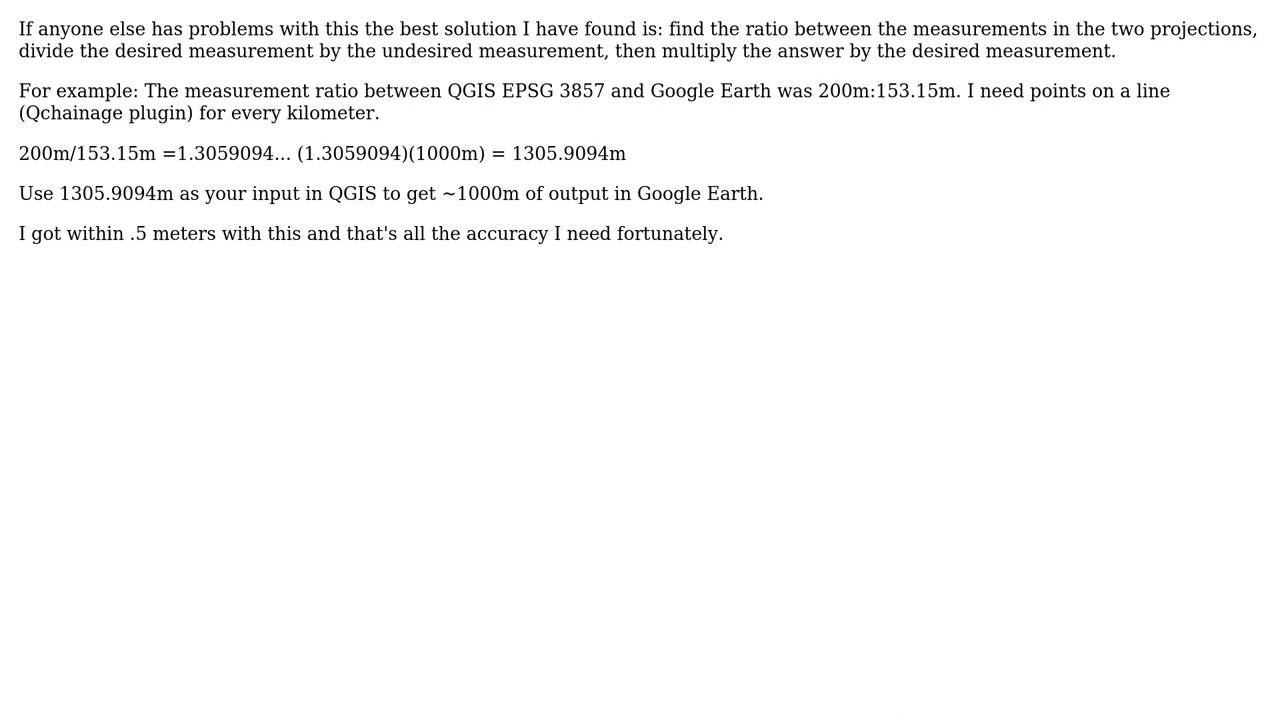 If anyone else has problems with this the best solution I have found is: find the ratio between the measurements in the two projections,
divide the desired measurement by the undesired measurement, then multiply the answer by the desired measurement.
For example: The measurement ratio between QGIS EPSG 3857 and Google Earth was 200m:153.15m. I need points on a line
(Qchainage plugin) for every kilometer.
200m/153.15m =1.3059094... (1.3059094)(1000m) = 1305.9094m
Use 1305.9094m as your input in QGIS to get ~1000m of output in Google Earth.
I got within .5 meters with this and that's all the accuracy I need fortunately.